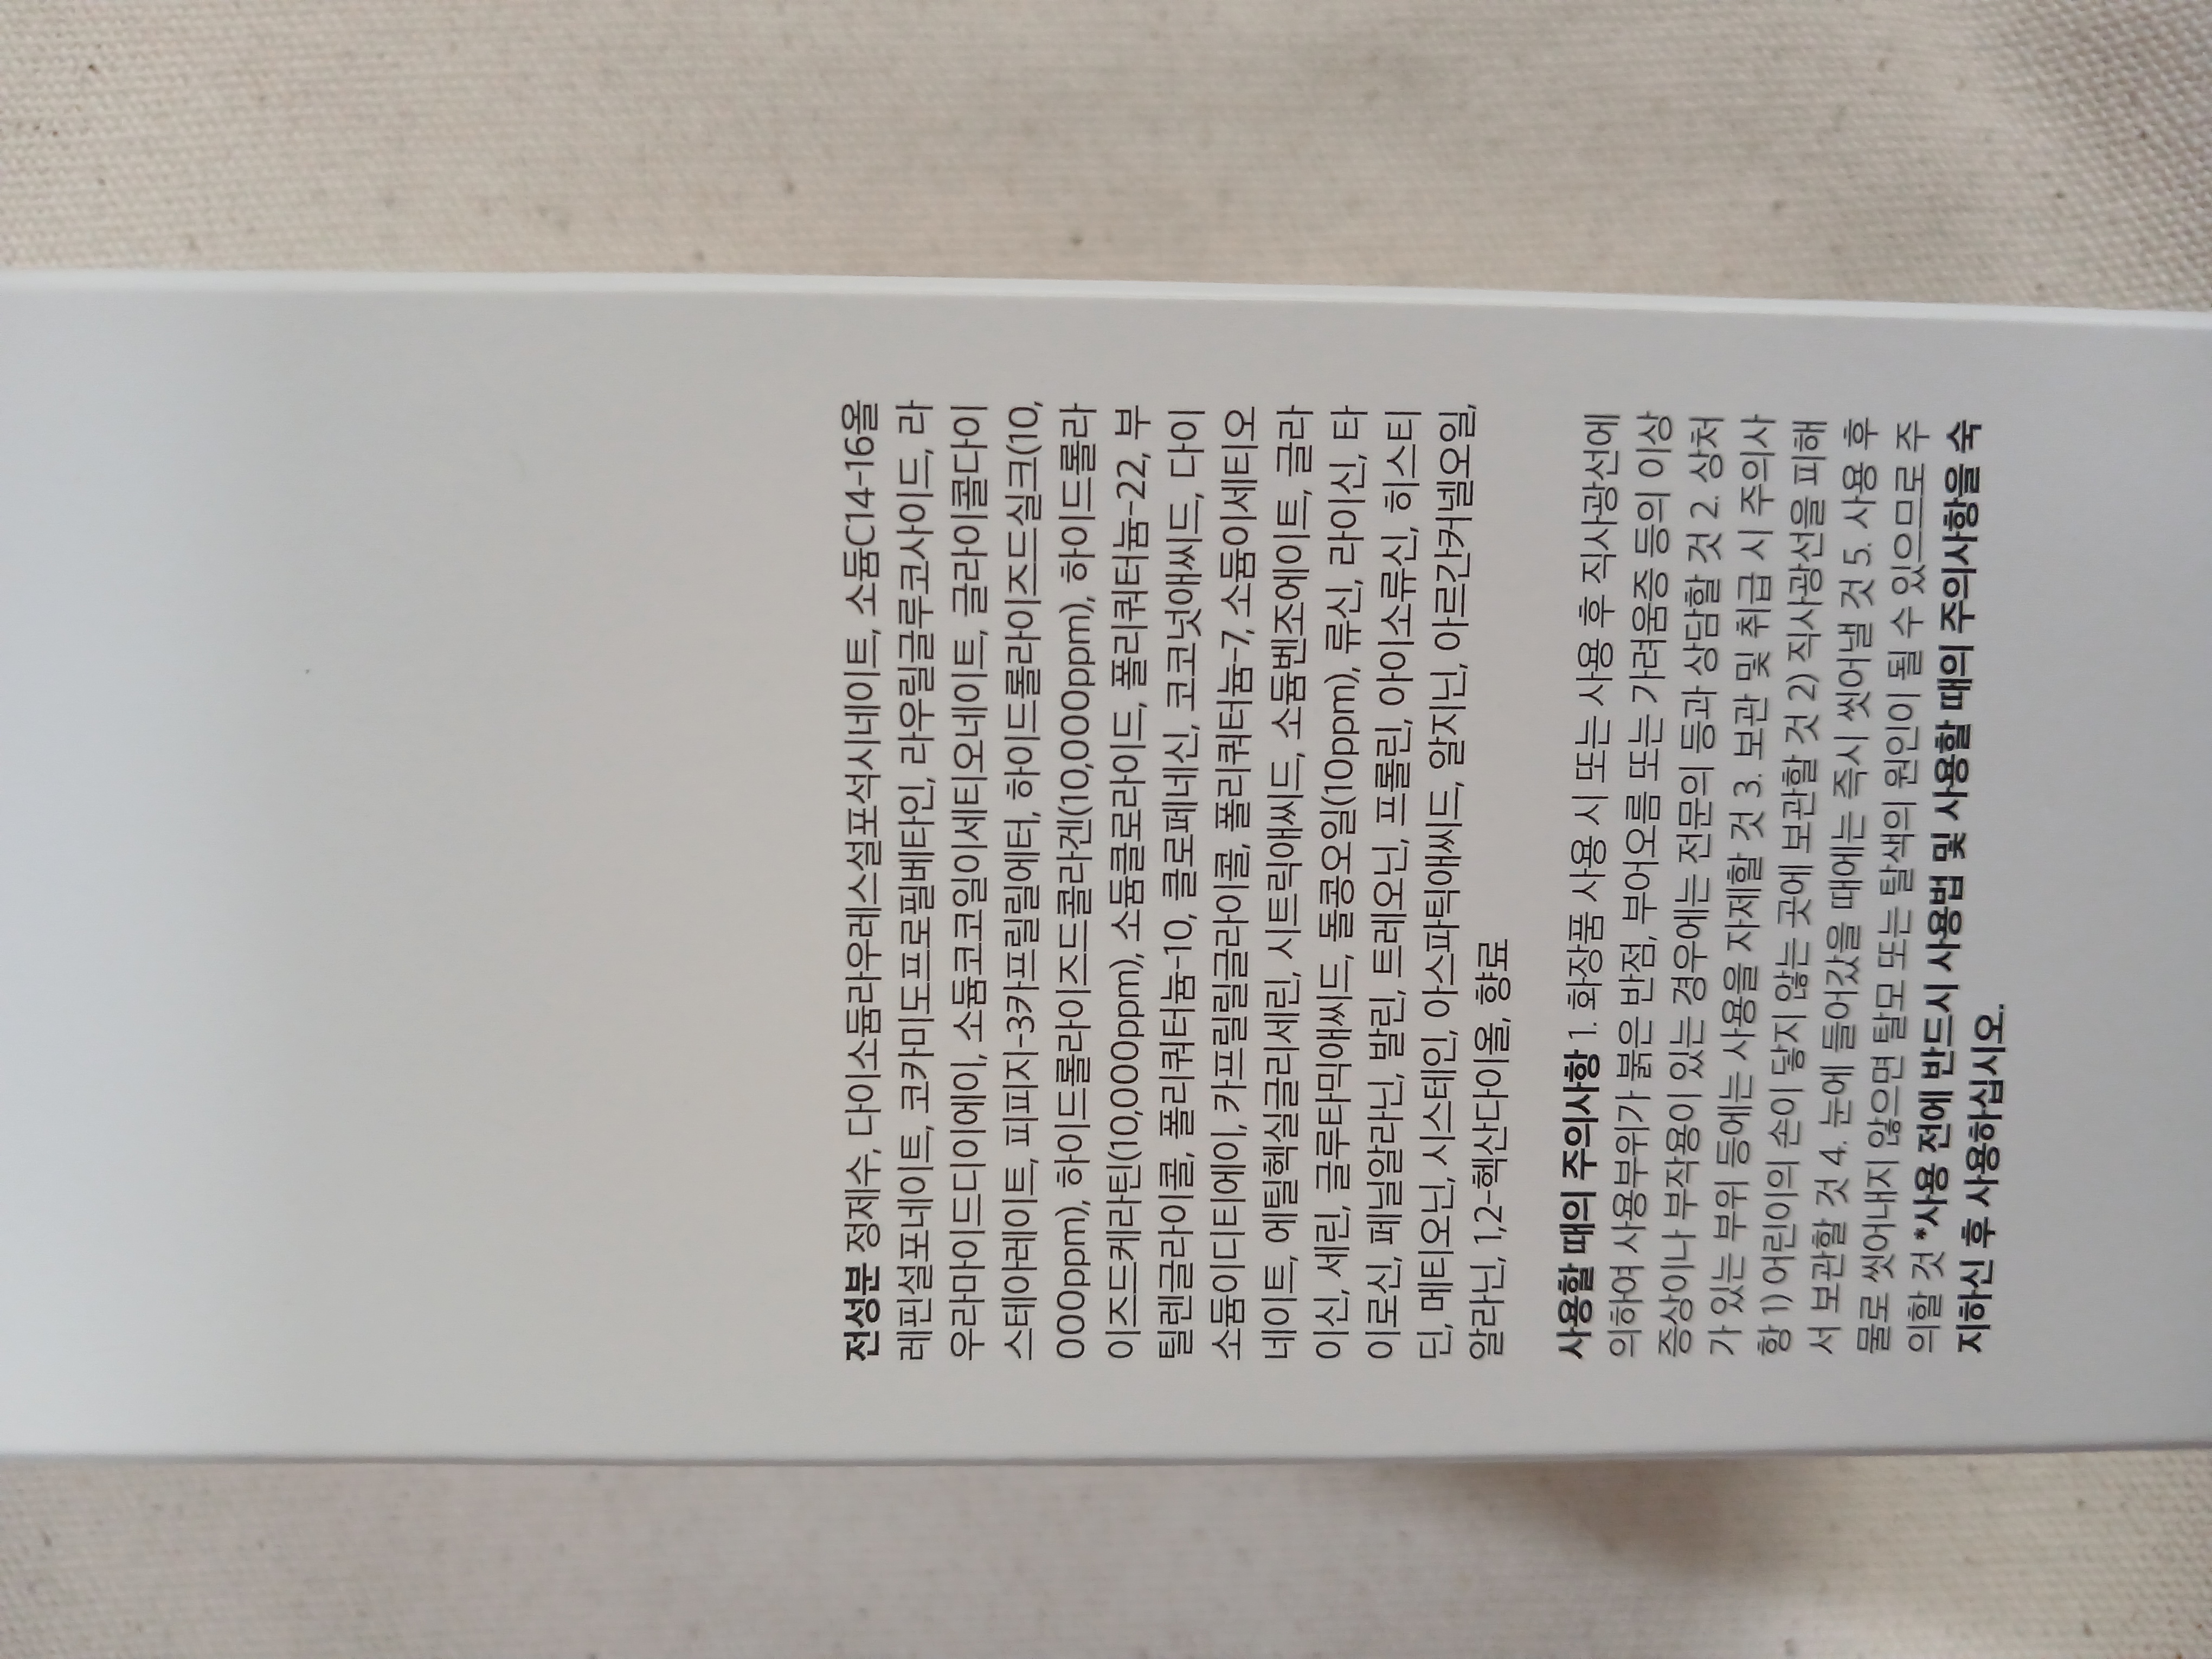 전성분 정제수, 다이소듐라우레스설포석시네이트, 소듐C14-16올
레핀설포네이트, 코카미도프로필베타인, 라우릴글루코사이드, 라
우라마이드디이에이, 소듐코코일이세티오네이트, 글라이콜다이
스테아레이트, 피피지-3카프릴릴에터, 하이드롤라이즈드실크(10,
000ppm), 하이드롤라이즈드콜라겐(10,000ppm), 하이드롤라
이즈드케라틴(10,000ppm), 소듐클로라이드, 폴리쿼터늄-22, 부
틸렌글라이콜, 폴리쿼터늄-10, 클로페네신, 코코넛애씨드, 다이
소듐이디티에이, 카프릴릴글라이콜, 폴리쿼터늄-7, 소듐이세티오
네이트, 에틸헥실글리세린, 시트릭애씨드, 소듐벤조에이트, 글라
이신, 세린, 글루타믹애씨드, 돌콩오일(10ppm), 류신, 라이신, 타
이로신, 페닐알라닌, 발린, 트레오닌, 프롤린, 아이소류신, 히스티
딘, 메티오닌, 시스테인, 아스파틱애씨드, 알지닌, 아르간커넬오일,
알라닌, 1,2-헥산다이올, 향료
사용할 때의 주의사항 1. 화장품 사용 시 또는 사용 후 직사광선에
의하여 사용부위가 붉은 반점, 부어오름 또는 가려움증 등의 이상
증상이나 부작용이 있는 경우에는 전문의 등과 상담할 것 2. 상처
가 있는 부위 등에는 사용을 자제할 것 3. 보관 및 취급 시 주의사
항 1) 어린이의 손이 닿지 않는 곳에 보관할 것 2) 직사광선을 피해
서 보관할 것 4. 눈에 들어갔을 때에는 즉시 씻어낼 것 5. 사용 후
물로 씻어내지 않으면 탈모 또는 탈색의 원인이 될 수 있으므로 주
의할 것 *사용 전에 반드시 사용법 및 사용할 때의 주의사항을 숙
지하신 후 사용하십시오.